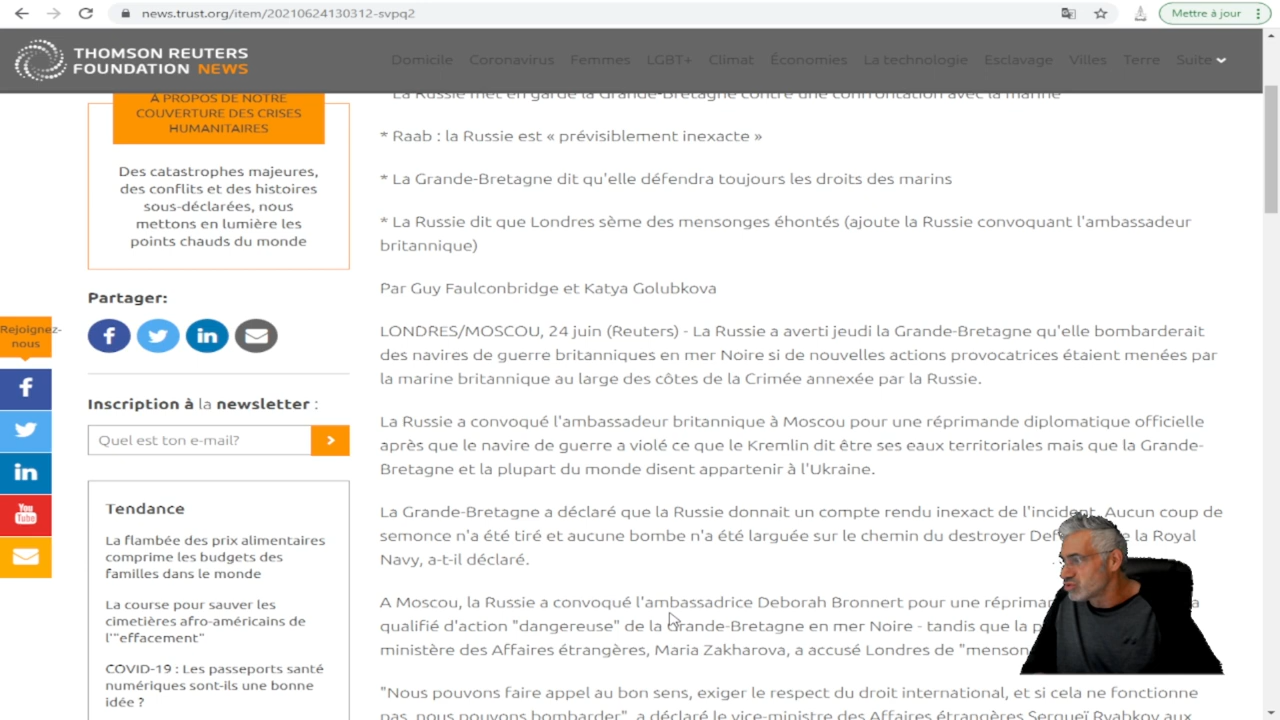 news.trust.org/item/20210624130312-svpq2
Mettre à jour
THOMSON REUTERS
FOUNDATION NEWS
Domicile Coronavirus Femmes LGBT+ Climat Économies La technologie Esclavage Villes Terre Suite
À PROPOS DE NOTRE
COUVERTURE DES CRISES
HUMANITAIRES
Des catastrophes majeures,
des conflits et des histoires
sous-déclarées, nous
mettons en lumière les
points chauds du monde
Partager:
Rejoignez-
nous
You
Tube
Inscription à la newsletter :
Quel est ton e-mail?
Tendance
La flambée des prix alimentaires
comprime les budgets des
familles dans le monde
La course pour sauver les
cimetières afro-américains de
l'"effacement"
COVID-19 : Les passeports santé
numériques sont-ils une bonne
idée ?
* La Russie met en garde la Grande-Bretagne contre une confrontation avec la marine
* Raab : la Russie est « prévisiblement inexacte »
* La Grande-Bretagne dit qu'elle défendra toujours les droits des marins
* La Russie dit que Londres sème des mensonges éhontés (ajoute la Russie convoquant l'ambassadeur
britannique)
Par Guy Faulconbridge et Katya Golubkova
LONDRES/MOSCOU, 24 juin (Reuters) - La Russie a averti jeudi la Grande-Bretagne qu'elle bombarderait
des navires de guerre britanniques en mer Noire si de nouvelles actions provocatrices étaient menées par
la marine britannique au large des côtes de la Crimée annexée par la Russie.
La Russie a convoqué l'ambassadeur britannique à Moscou pour une réprimande diplomatique officielle
après que le navire de guerre a violé ce que le Kremlin dit être ses eaux territoriales mais que la Grande-
Bretagne et la plupart du monde disent appartenir à l'Ukraine.
La Grande-Bretagne a déclaré que la Russie donnait un compte rendu inexact de l'incident. Aucun coup de
semonce n'a été tiré et aucune bombe n'a été larguée sur le chemin du destroyer la Royal
Navy, a-t-il déclaré.
A Moscou, la Russie a convoqué l'ambassadrice Deborah Bronnert pour une
qualifié d'action "dangereuse" de la Grande-Bretagne en mer Noire - tandis que la
ministère des Affaires étrangères, Maria Zakharova, a accusé Londres de
"Nous pouvons faire appel au bon sens, exiger le respect du droit international, et si cela ne fonctionne
pas, nous pouvons bombarder", a déclaré le vice-ministre des Affaires étrangères Sergueï Ryabkov aux